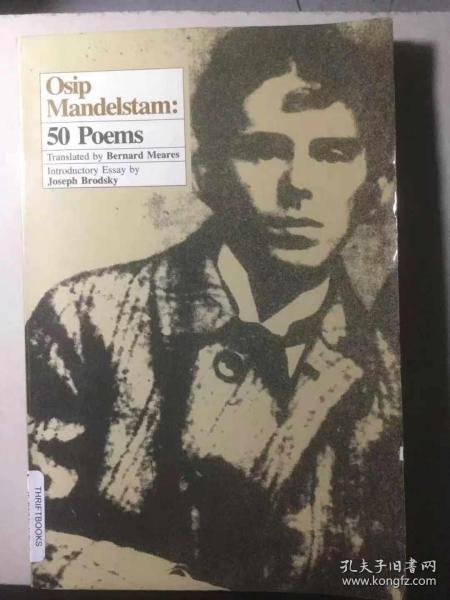 Osip
Mandelstam:
50 Poems
Translated by Bernard Meares
Introductory Essay by
Joseph Brodsky
THRIFTBOOKS
孔夫子旧书网
www.kongfz.com